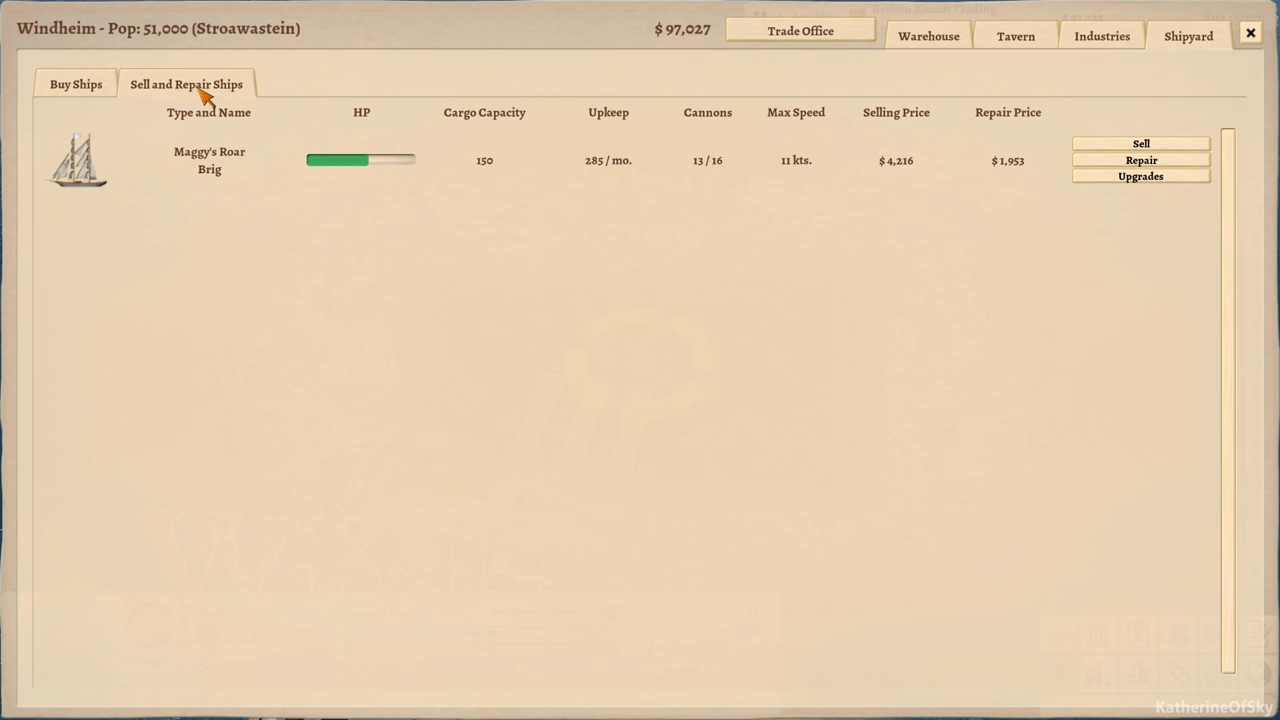 Windheim - Pop: 51,000 (Stroawastein)
$ 97,027
Trade Office
Warehouse
Tavern
Industries
Shipyard
Buy Ships
Sell and Repair Ships
Type and Name
HP
Cargo Capacity
Upkeep
Cannons
Max Speed
Selling Price
Repair Price
Maggy's Roar
Brig
150
285 / mo.
13 / 16
11 kts.
$ 4,216
$ 1,953
Sell
Repair
Upgrades
KatherineOfSky